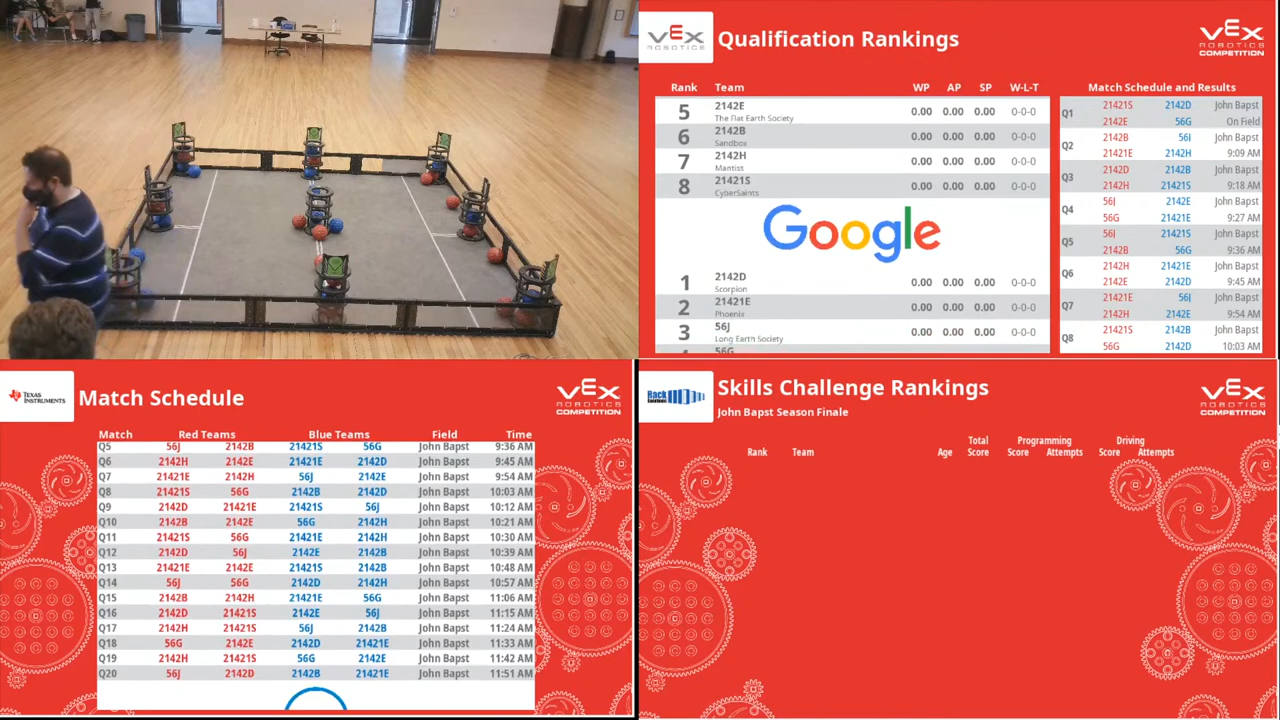 VEX
ROBOTICS
Qualification Rankings
VEX
ROBOTICS
COMPETITION
Rank Team WP AP SP W-L-T
5 2142E 0.00 0.00 0.00 0-0-0
The Flat Earth Society
6 2142B 0.00 0.00 0.00 0-0-0
Sandbox
7 2142H 0.00 0.00 0.00 0-0-0
Mantiss
8 21421S 0.00 0.00 0.00 0-0-0
CyberSaints
Google
1 2142D 0.00 0.00 0.00 0-0-0
Scorpion
2 21421E 0.00 0.00 0.00 0-0-0
Phoenix
3 56J 0.00 0.00 0.00 0-0-0
Long Earth Society
56G
Match Schedule and Results
Q1 21421S 2142D John Bapst
2142E 56G On Field
Q2 2142B 56J John Bapst
21421E 2142H 9:09 AM
Q3 2142D 2142B John Bapst
2142H 21421S 9:18 AM
Q4 56J 2142E John Bapst
56G 21421E 9:27 AM
Q5 56J 21421S John Bapst
2142B 56G 9:36 AM
Q6 2142H 21421E John Bapst
2142E 2142D 9:45 AM
Q7 21421E 56J John Bapst
2142H 2142E 9:54 AM
Q8 21421S 2142B John Bapst
56G 2142D 10:03 AM
TEXAS
INSTRUMENTS
Match Schedule
VEX
ROBOTICS
COMPETITION
Match Red Teams Blue Teams Field Time
Q5 56J 2142B 21421S 56G John Bapst 9:36 AM
Q6 2142H 2142E 21421E 2142D John Bapst 9:45 AM
Q7 21421E 2142H 56J 2142E John Bapst 9:54 AM
Q8 21421S 56G 2142B 2142D John Bapst 10:03 AM
Q9 2142D 21421E 21421S 56J John Bapst 10:12 AM
Q10 2142B 2142E 56G 2142H John Bapst 10:21 AM
Q11 21421S 56G 21421E 2142H John Bapst 10:30 AM
Q12 2142D 56J 2142E 2142B John Bapst 10:39 AM
Q13 21421E 2142E 21421S 2142B John Bapst 10:48 AM
Q14 56J 56G 2142D 2142H John Bapst 10:57 AM
Q15 2142B 2142H 21421E 56G John Bapst 11:06 AM
Q16 2142D 21421S 2142E 56J John Bapst 11:15 AM
Q17 2142H 21421S 56J 2142B John Bapst 11:24 AM
Q18 56G 2142E 2142D 21421E John Bapst 11:33 AM
Q19 2142H 21421S 56G 2142E John Bapst 11:42 AM
Q20 56J 2142D 2142B 21421E John Bapst 11:51 AM
Rack
Solutions
Skills Challenge Rankings
John Bapst Season Finale
VEX
ROBOTICS
COMPETITION
Total Programming Driving
Rank Team Age Score Score Attempts Score Attempts